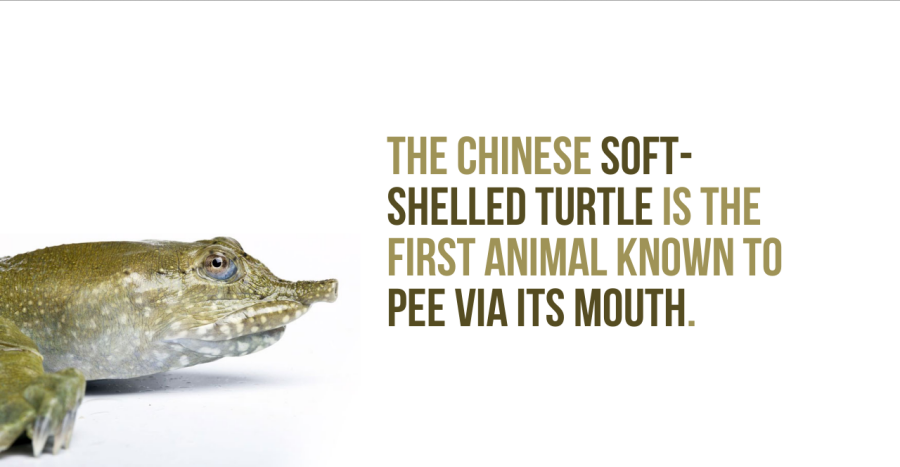 THE CHINESE SOFT-
SHELLED TURTLE IS THE
FIRST ANIMAL KNOWN TO
PEE VIA ITS MOUTH.